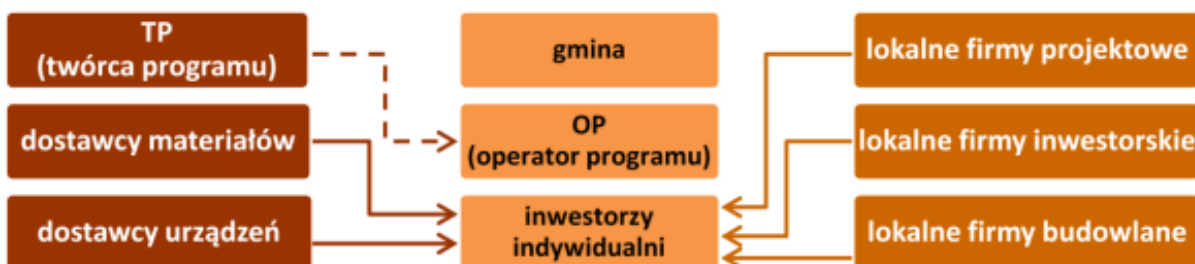 TP
(twórca programu)
gmina
lokalne firmy projektowe
dostawcy materiałów
OP
(operator programu)
lokalne firmy inwestorskie
dostawcy urządzeń
inwestorzy
indywidualni
lokalne firmy budowlane